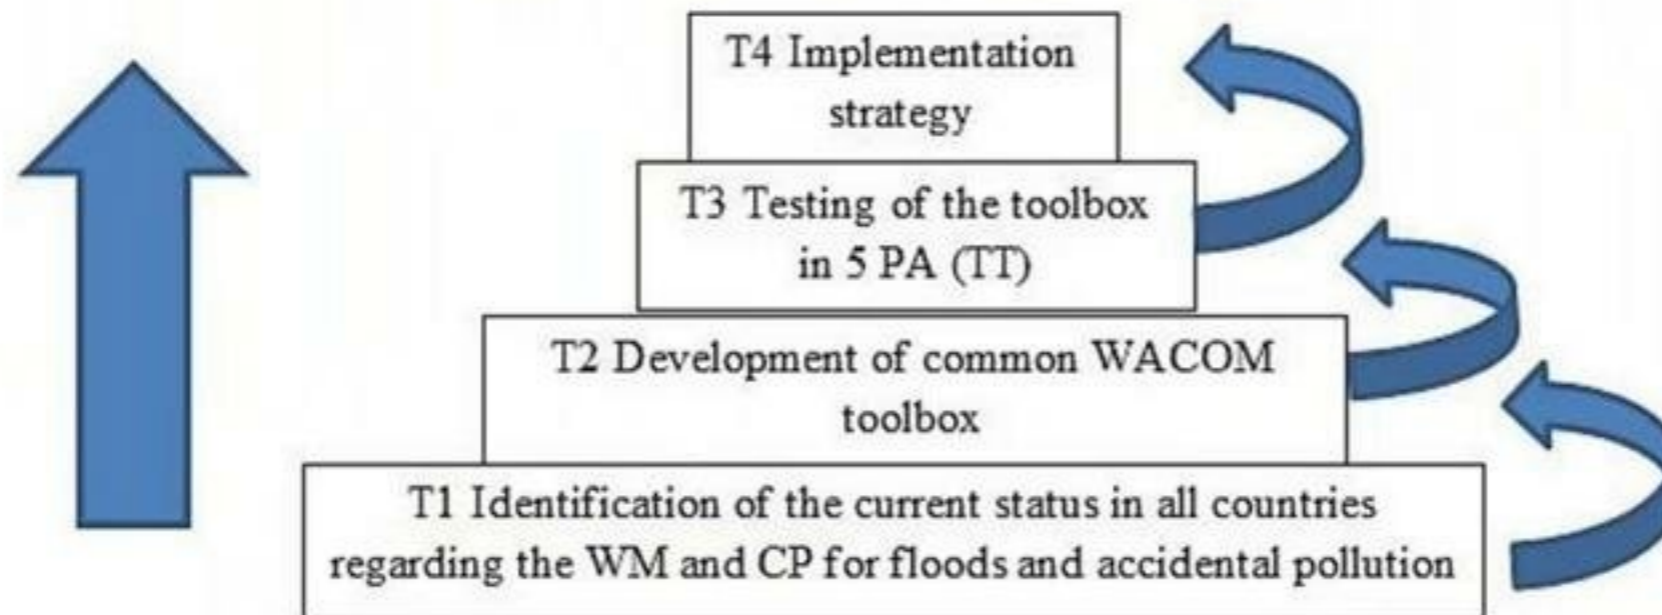 T4 Implementation
strategy
T3 Testing of the toolbox
in 5 PA (TT)
T2 Development of common WACOM
toolbox
T1 Identification of the current status in all countries
regarding the WM and CP for floods and accidental pollution